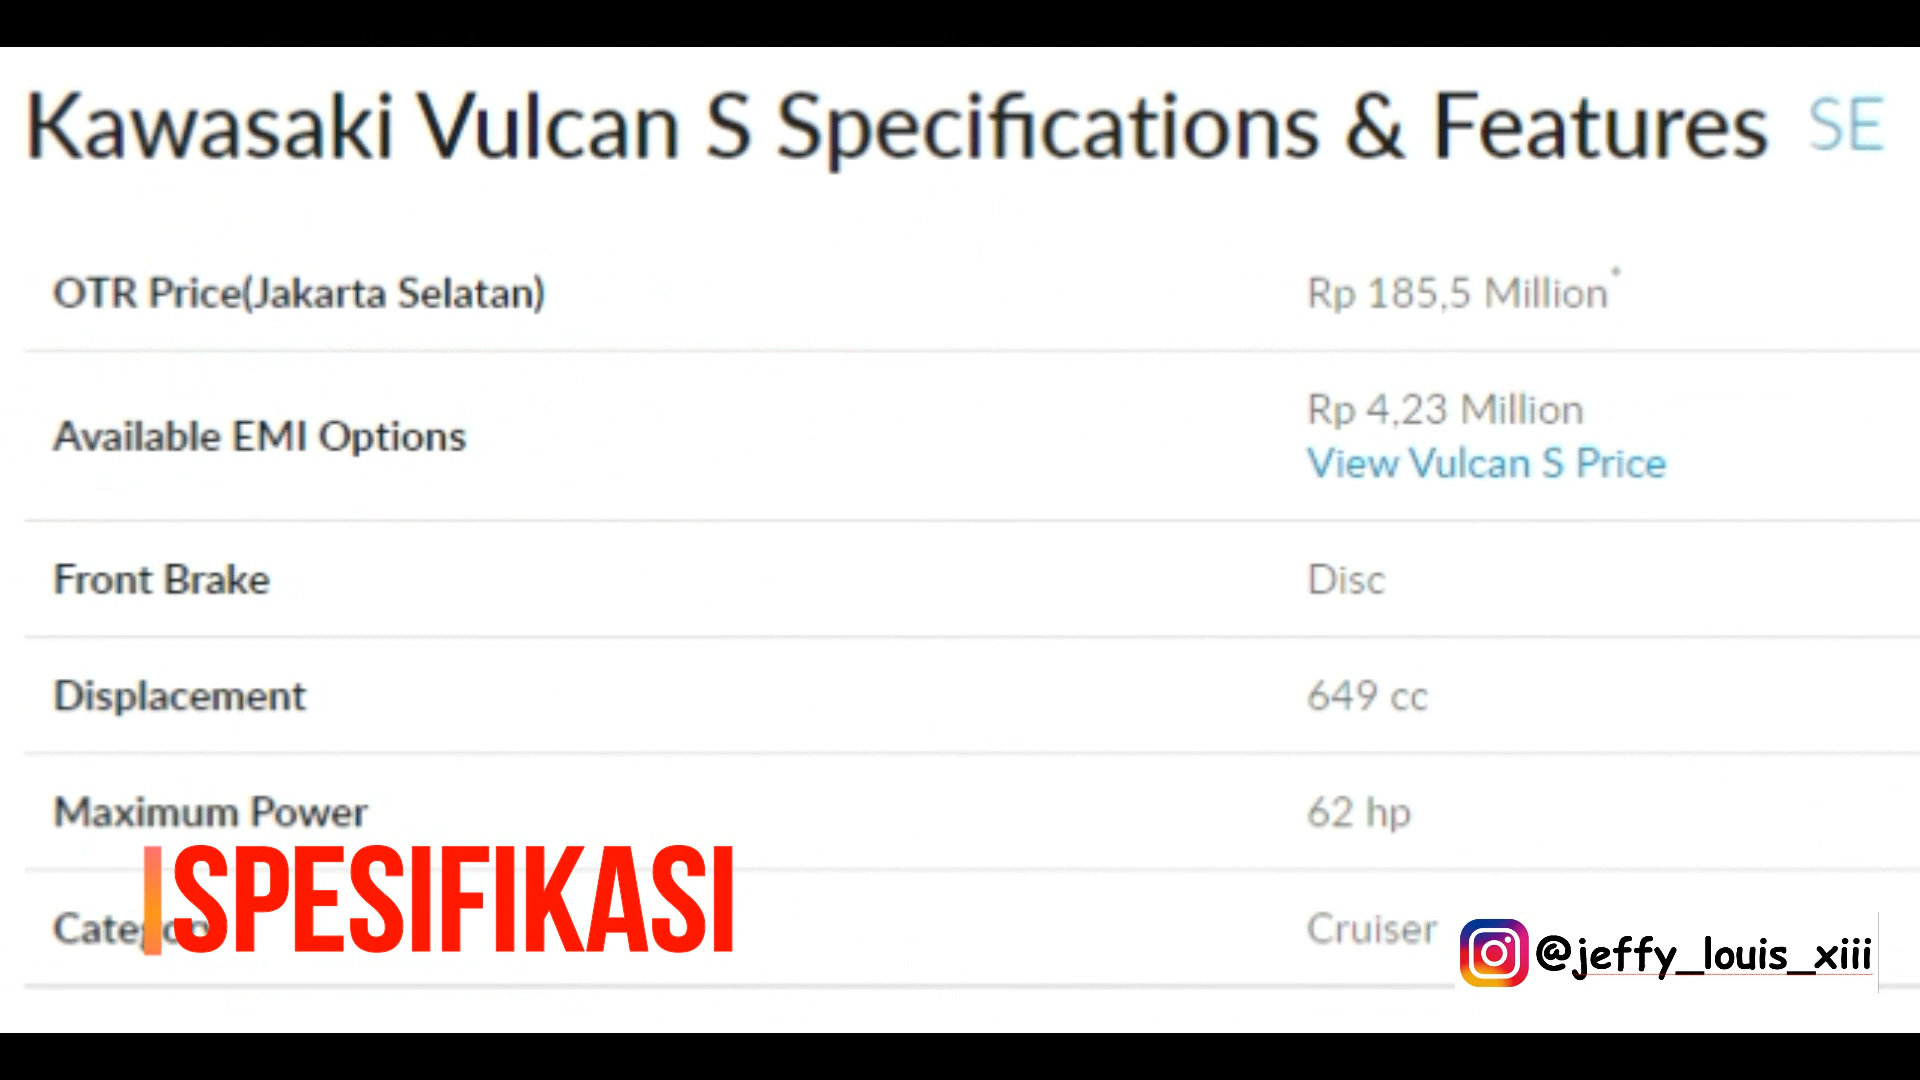 Kawasaki Vulcan S Specifications & Features SE
OTR Price(Jakarta Selatan) Rp 185,5 Million*
Available EMI Options Rp 4,23 Million
View Vulcan S Price
Front Brake Disc
Displacement 649 cc
Maximum Power 62 hp
SPESIFIKASI
Category Cruiser
@jeffy_louis_xiii